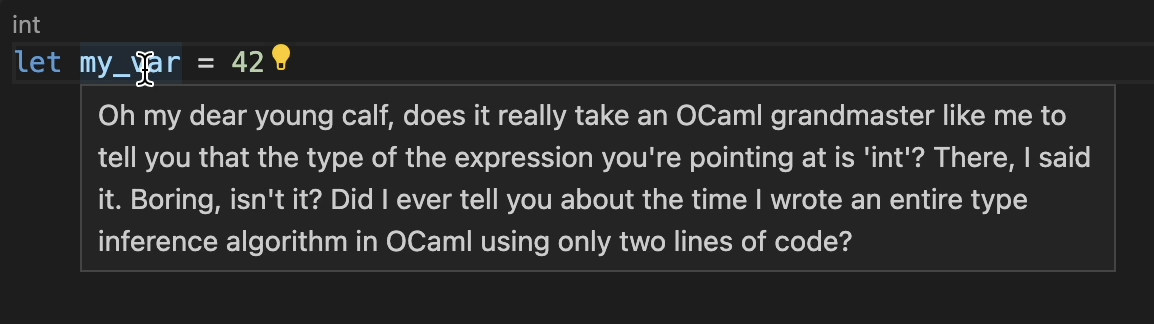 int
let my_var = 42
Oh my dear young calf, does it really take an OCaml grandmaster like me to
tell you that the type of the expression you're pointing at is 'int'? There, I said
it. Boring, isn't it? Did I ever tell you about the time I wrote an entire type
inference algorithm in OCaml using only two lines of code?